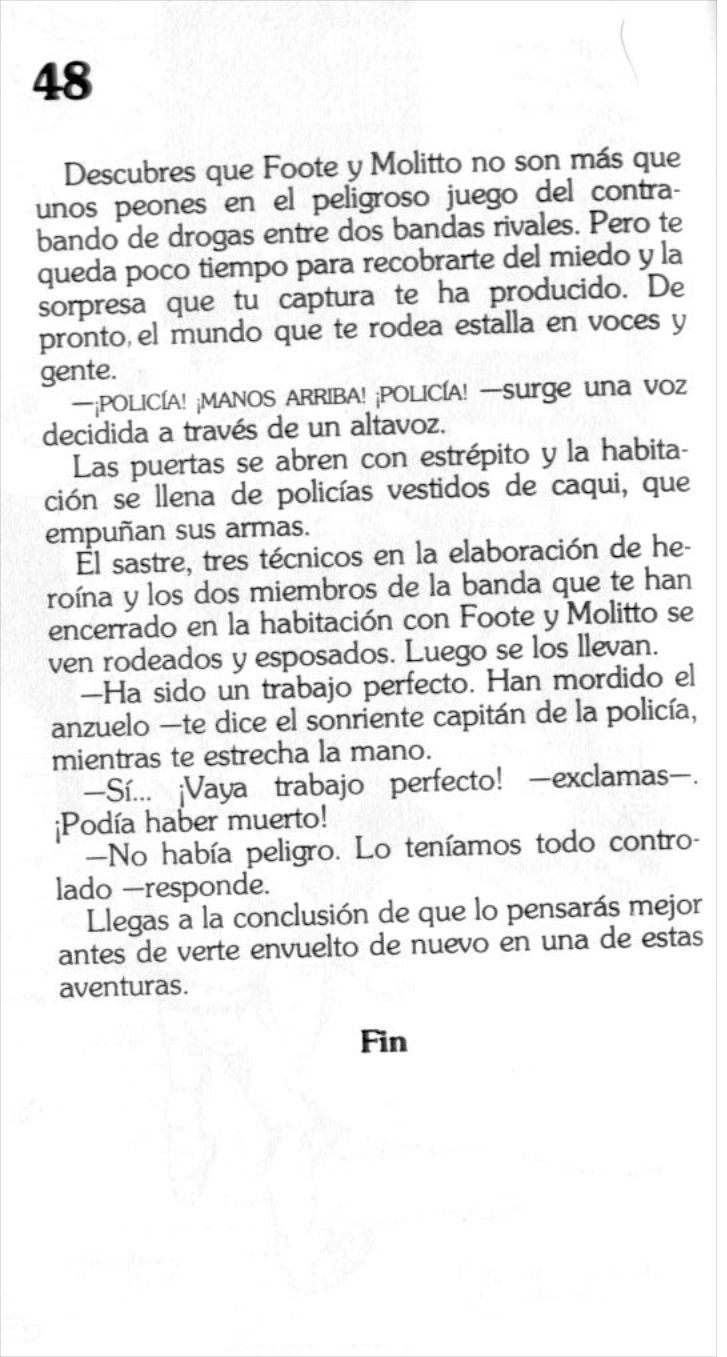 48
Descubres que Foote y Molitto no son más que
unos peones en el peligroso juego del contra-
bando de drogas entre dos bandas rivales. Pero te
queda poco tiempo para recobrarte del miedo y la
sorpresa que tu captura te ha producido. De
pronto, el mundo que te rodea estalla en voces y
gente.
—¡POLICÍA! ¡MANOS ARRIBA! ¡POLICÍA! —surge una voz
decidida a través de un altavoz.
Las puertas se abren con estrépito y la habita-
ción se llena de policías vestidos de caqui, que
empuñan sus armas.
El sastre, tres técnicos en la elaboración de he-
roína y los dos miembros de la banda que te han
encerrado en la habitación con Foote y Molitto se
ven rodeados y esposados. Luego se los llevan.
—Ha sido un trabajo perfecto. Han mordido el
anzuelo —te dice el sonriente capitán de la policía,
mientras te estrecha la mano.
—Sí... ¡Vaya trabajo perfecto! —exclamas—.
¡Podía haber muerto!
—No había peligro. Lo teníamos todo contro-
lado —responde.
Llegas a la conclusión de que lo pensarás mejor
antes de verte envuelto de nuevo en una de estas
aventuras.
Fin